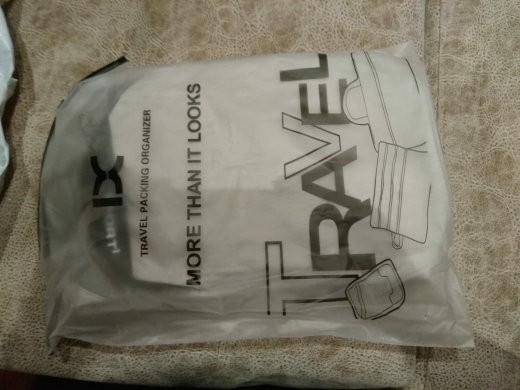 TRAVEL
MORE THAN IT LOOKS
TRAVEL PACKING ORGANIZER